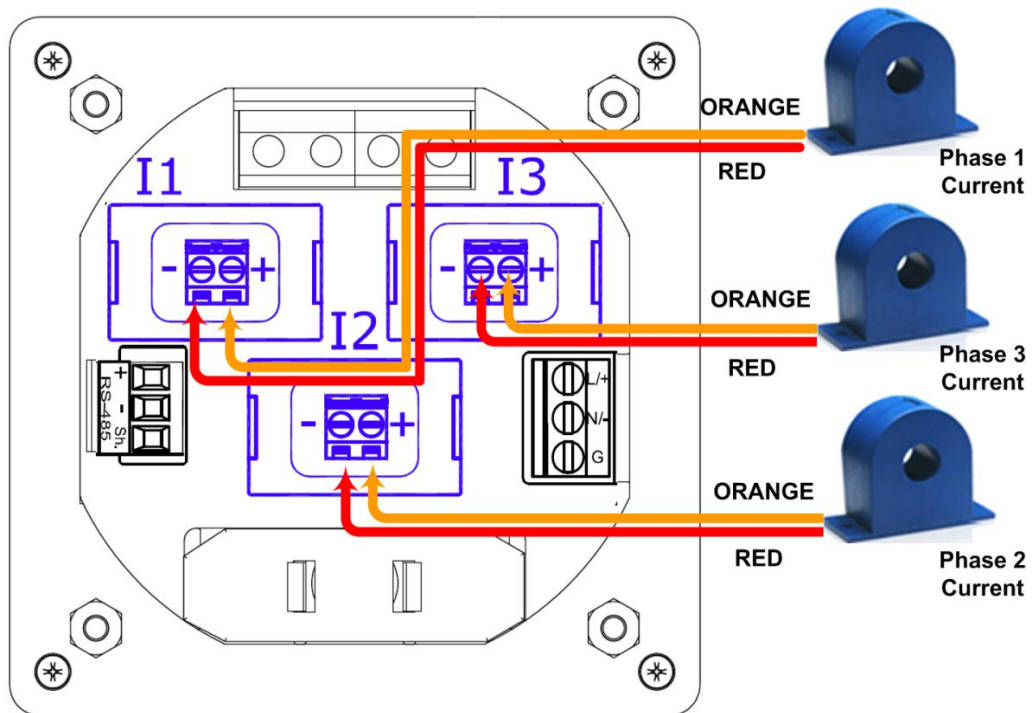 ORANGE
RED
Phase 1
Current
I1
I3
- +
- +
ORANGE
RED
Phase 3
Current
I2
- +
+ - Sh.
RS-485
L/+
N/-
G
ORANGE
RED
Phase 2
Current